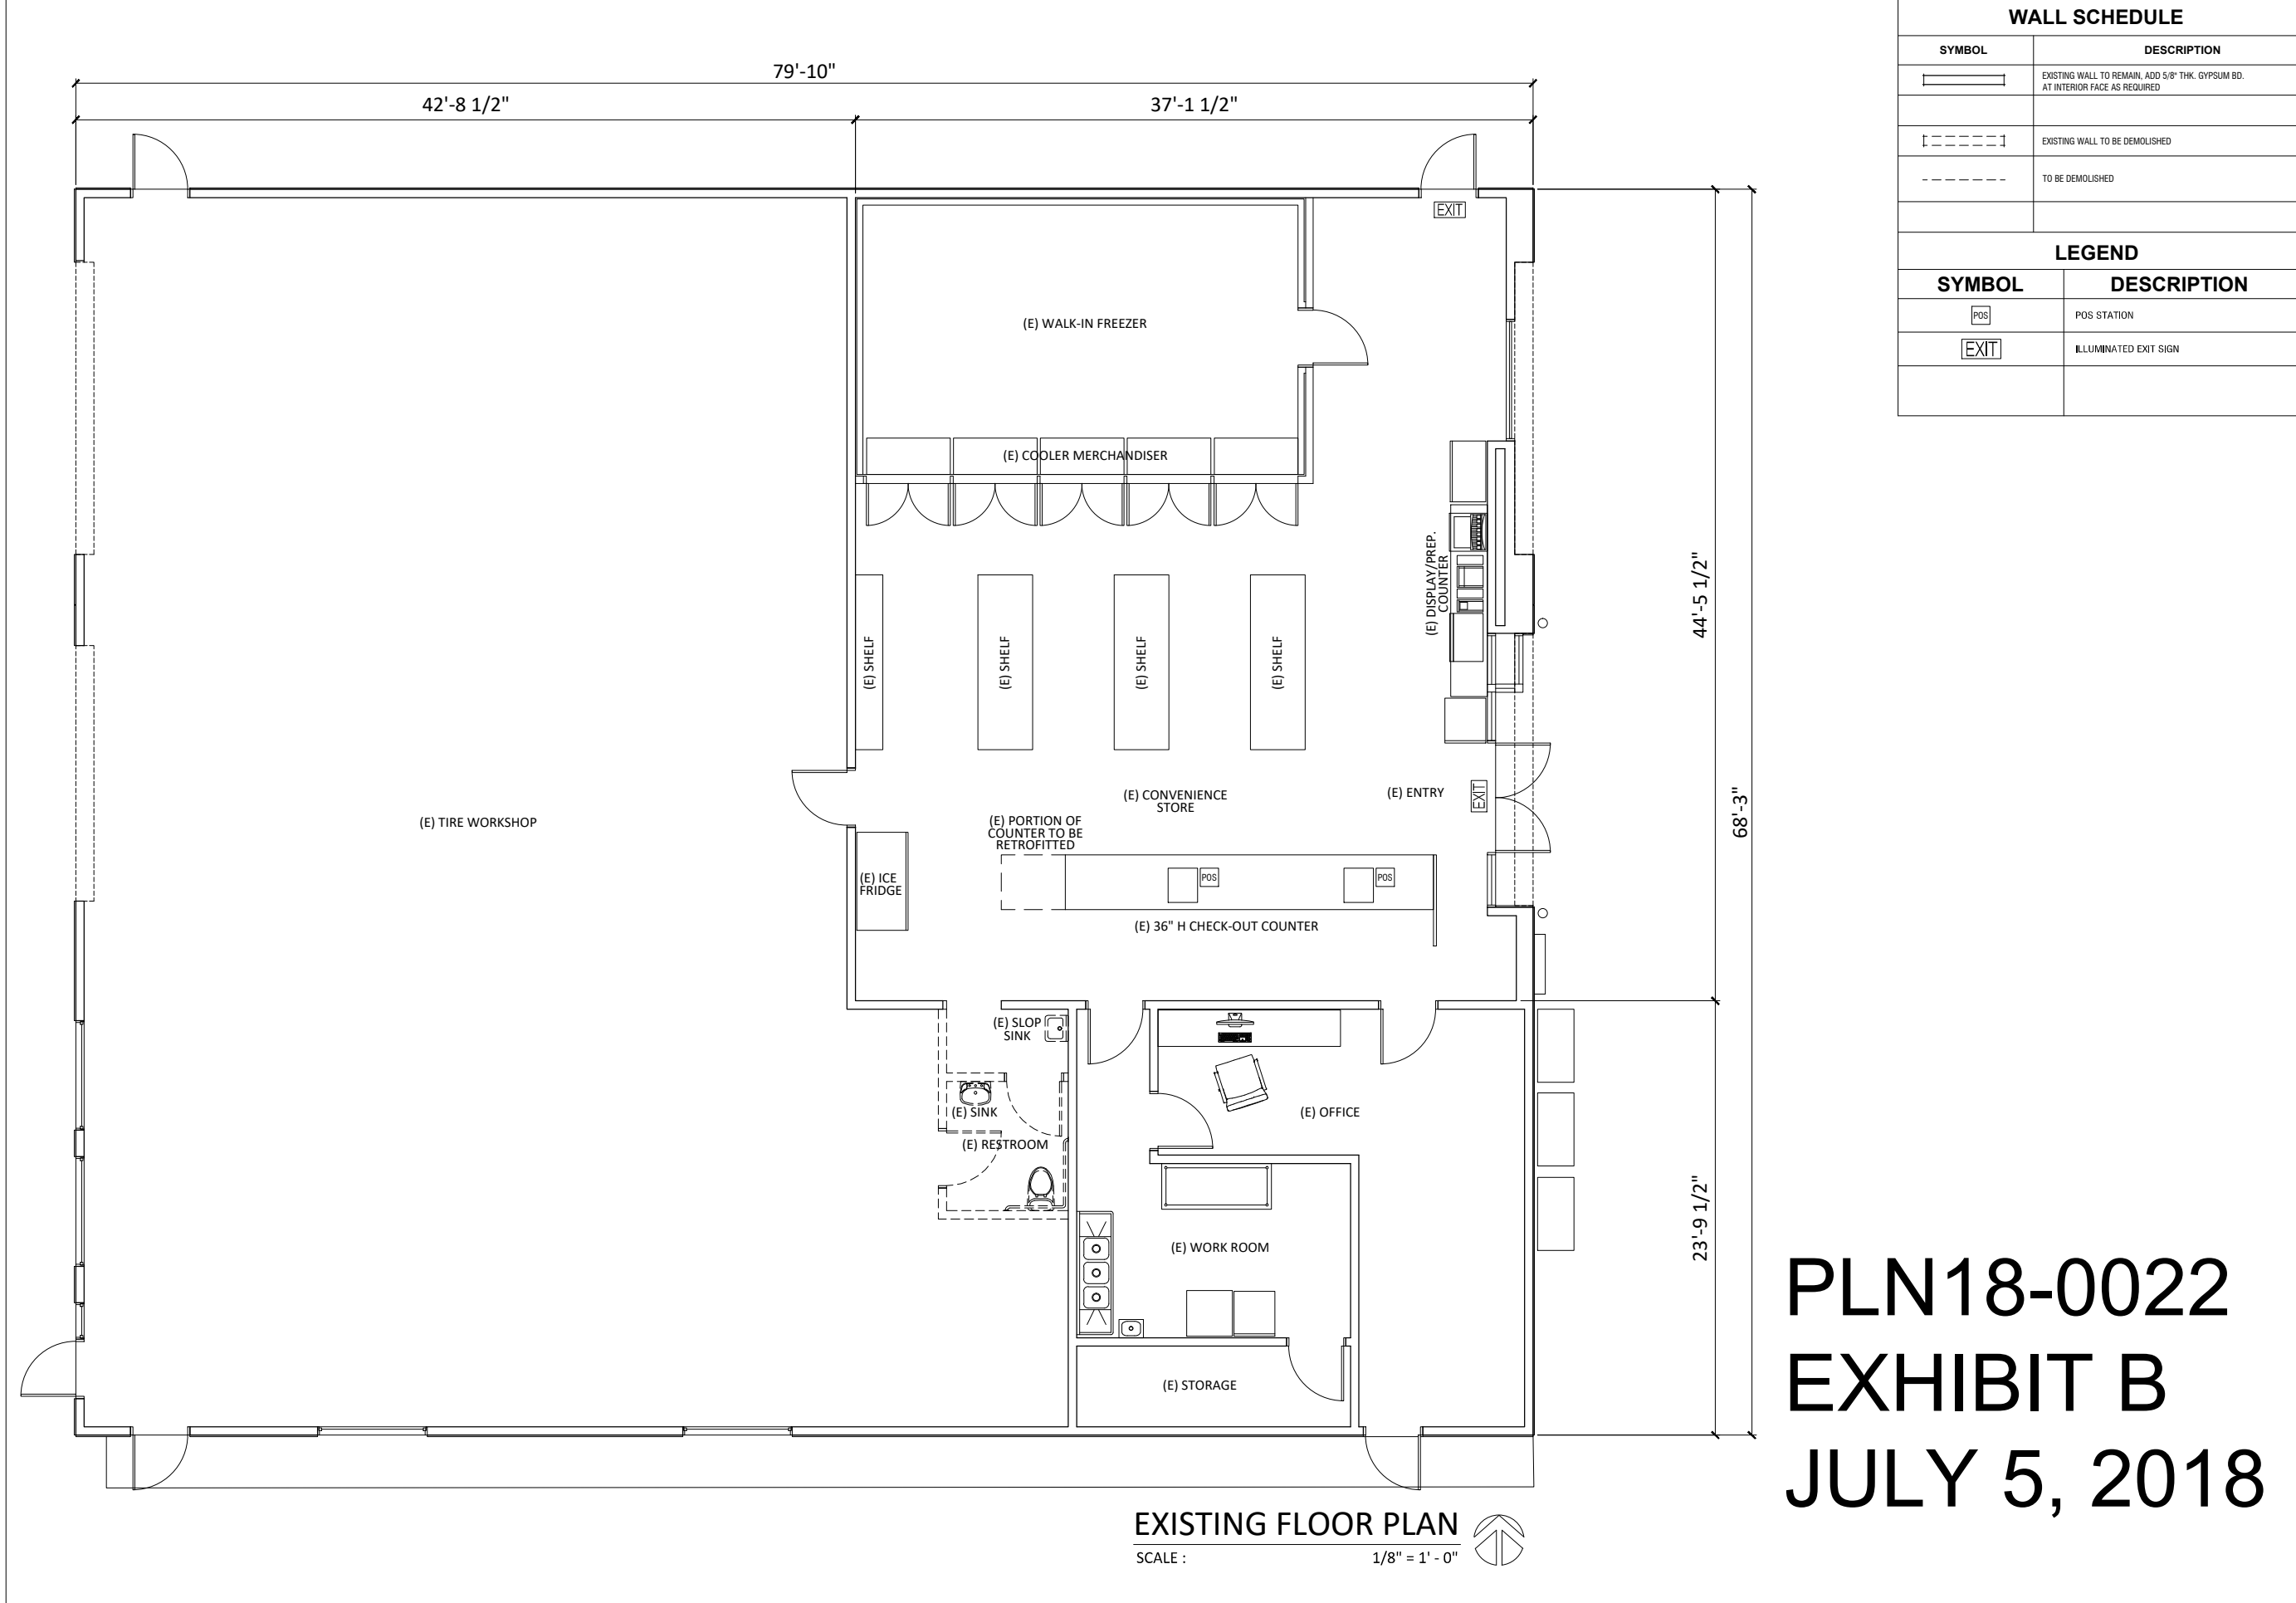 WALL SCHEDULE
SYMBOL
DESCRIPTION
EXISTING WALL TO REMAIN, ADD 5/8" THK. GYPSUM BD.
AT INTERIOR FACE AS REQUIRED
EXISTING WALL TO BE DEMOLISHED
TO BE DEMOLISHED
LEGEND
SYMBOL
DESCRIPTION
POS
POS STATION
EXIT
ILLUMINATED EXIT SIGN
79'-10"
42'-8 1/2"
37'-1 1/2"
EXIT
(E) WALK-IN FREEZER
(E) COOLER MERCHANDISER
(E) DISPLAY/PREP.
COUNTER
44'-5 1/2"
(E) SHELF
(E) SHELF
(E) SHELF
(E) SHELF
(E) CONVENIENCE
STORE
(E) ENTRY
EXIT
68'-3"
(E) TIRE WORKSHOP
(E) PORTION OF
COUNTER TO BE
RETROFITTED
(E) ICE
FRIDGE
POS
POS
(E) 36" H CHECK-OUT COUNTER
(E) SLOP
SINK
(E) SINK
(E) RESTROOM
(E) OFFICE
23'-9 1/2"
(E) WORK ROOM
(E) STORAGE
PLN18-0022
EXHIBIT B
JULY 5, 2018
EXISTING FLOOR PLAN
SCALE :
1/8" = 1' - 0"